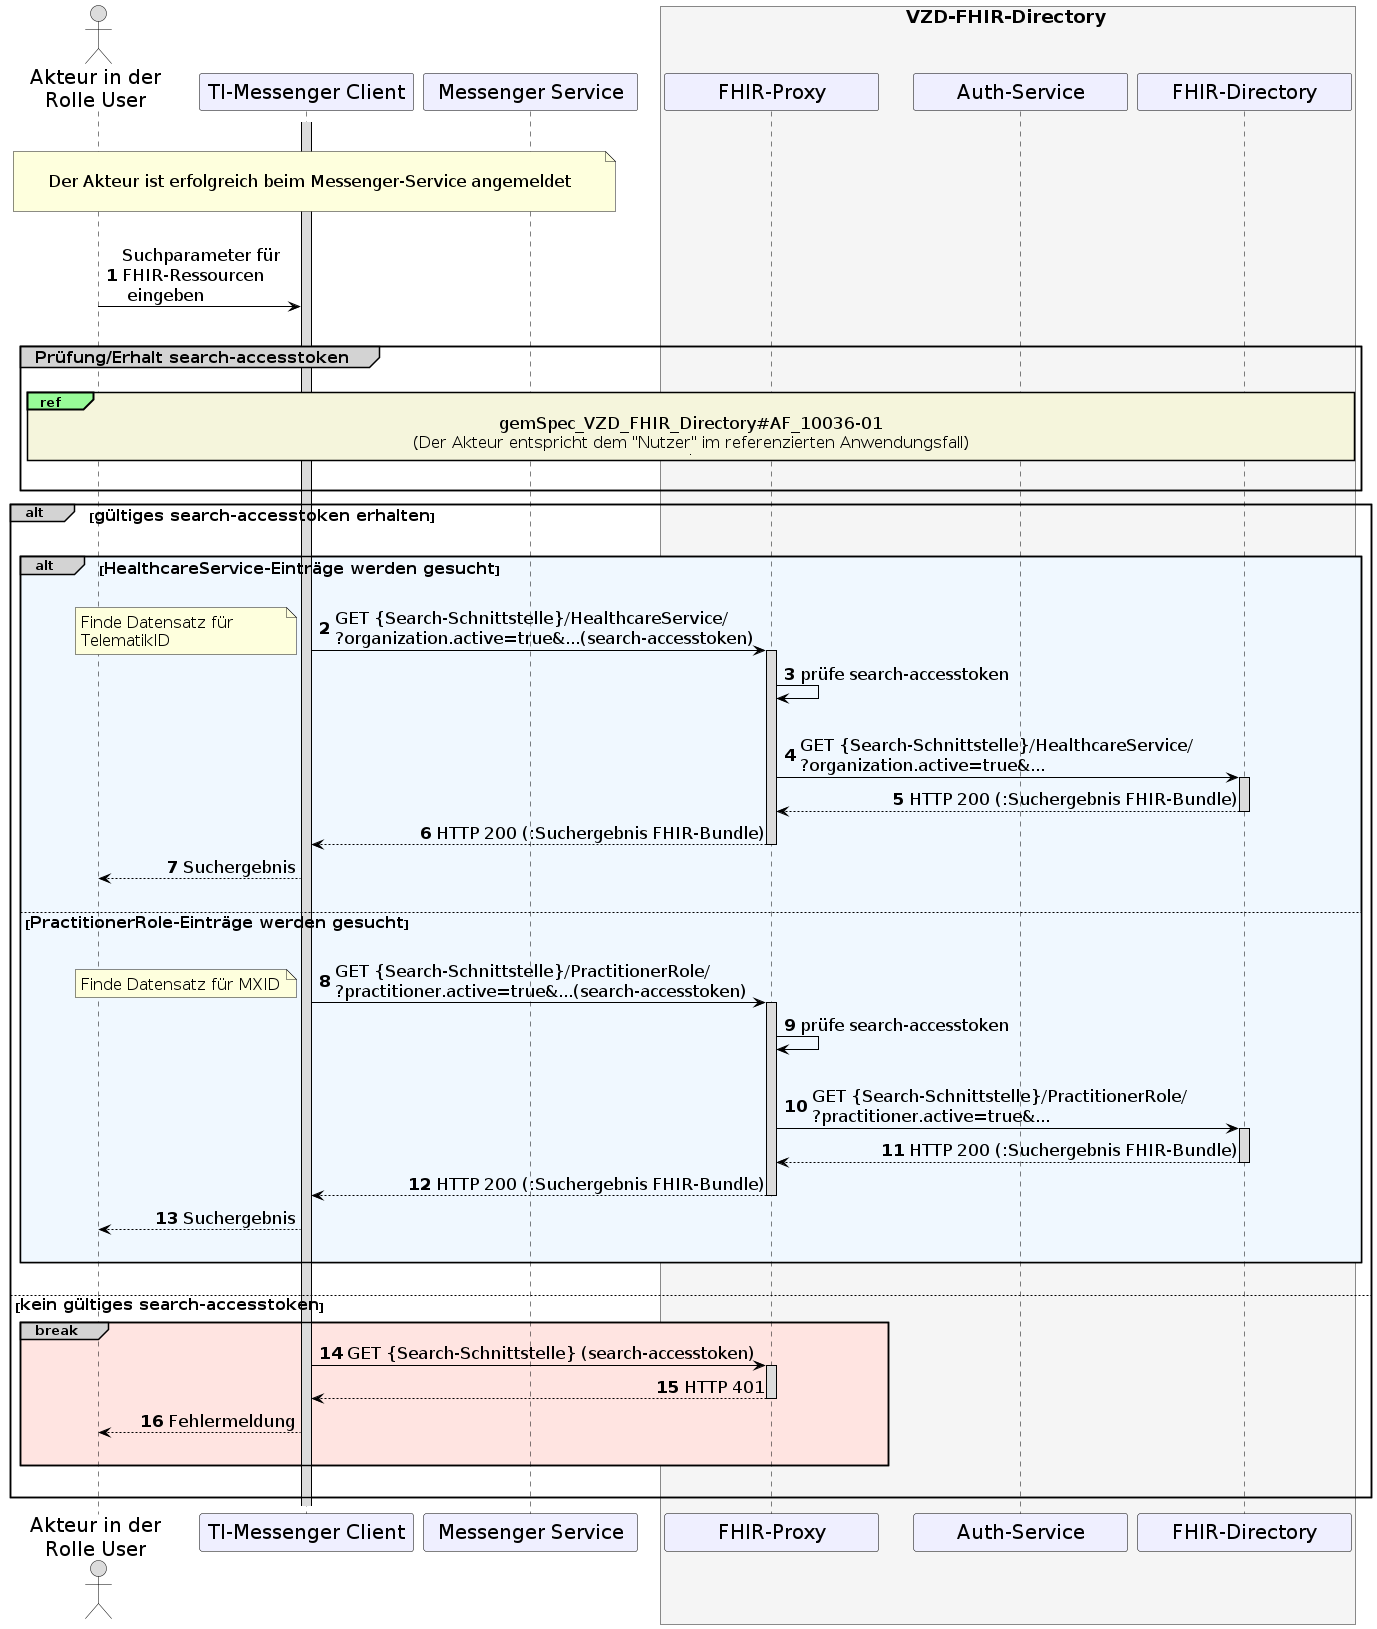 VZD-FHIR-Directory
Akteur in der
Rolle User
TI-Messenger Client
Messenger Service
FHIR-Proxy
Auth-Service
FHIR-Directory
Der Akteur ist erfolgreich beim Messenger-Service angemeldet
Suchparameter für
1 FHIR-Ressourcen
eingeben
Prüfung/Erhalt search-accesstoken
ref
gemSpec_VZD_FHIR_Directory#AF_10036-01
(Der Akteur entspricht dem "Nutzer" im referenzierten Anwendungsfall)
.
alt
[gültiges search-accesstoken erhalten]
alt
[HealthcareService-Einträge werden gesucht]
Finde Datensatz für
TelematikID
2 GET {Search-Schnittstelle}/HealthcareService/
?organization.active=true&...(search-accesstoken)
3 prüfe search-accesstoken
4 GET {Search-Schnittstelle}/HealthcareService/
?organization.active=true&...
5 HTTP 200 (:Suchergebnis FHIR-Bundle)
6 HTTP 200 (:Suchergebnis FHIR-Bundle)
7 Suchergebnis
[PractitionerRole-Einträge werden gesucht]
Finde Datensatz für MXID
8 GET {Search-Schnittstelle}/PractitionerRole/
?practitioner.active=true&...(search-accesstoken)
9 prüfe search-accesstoken
10 GET {Search-Schnittstelle}/PractitionerRole/
?practitioner.active=true&...
11 HTTP 200 (:Suchergebnis FHIR-Bundle)
12 HTTP 200 (:Suchergebnis FHIR-Bundle)
13 Suchergebnis
[kein gültiges search-accesstoken]
break
14 GET {Search-Schnittstelle} (search-accesstoken)
15 HTTP 401
16 Fehlermeldung
Akteur in der
Rolle User
TI-Messenger Client
Messenger Service
FHIR-Proxy
Auth-Service
FHIR-Directory